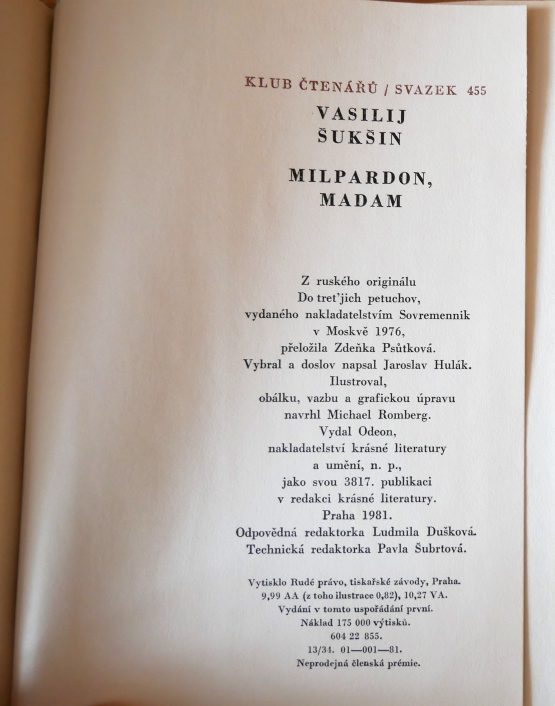 KLUB ČTENÁŘŮ / SVAZEK 455
VASILIJ
ŠUKŠIN
MILPARDON,
MADAM
Z ruského originálu
Do treťjich petuchov,
vydaného nakladatelstvím Sovremennik
v Moskvě 1976,
přeložila Zdeňka Psůtková.
Vybral a doslov napsal Jaroslav Hulák.
Ilustroval,
obálku, vazbu a grafickou úpravu
navrhl Michael Romberg.
Vydal Odeon,
nakladatelství krásné literatury
a umění, n. p.,
jako svou 3817. publikaci
v redakci krásné literatury.
Praha 1981.
Odpovědná redaktorka Ludmila Dušková.
Technická redaktorka Pavla Šubrtová.
Vytisklo Rudé právo, tiskařské závody, Praha.
9,99 AA (z toho ilustrace 0,82), 10,27 VA.
Vydání v tomto uspořádání první.
Náklad 175 000 výtisků.
604 22 855.
13/34. 01—001—81.
Neprodejná členská prémie.